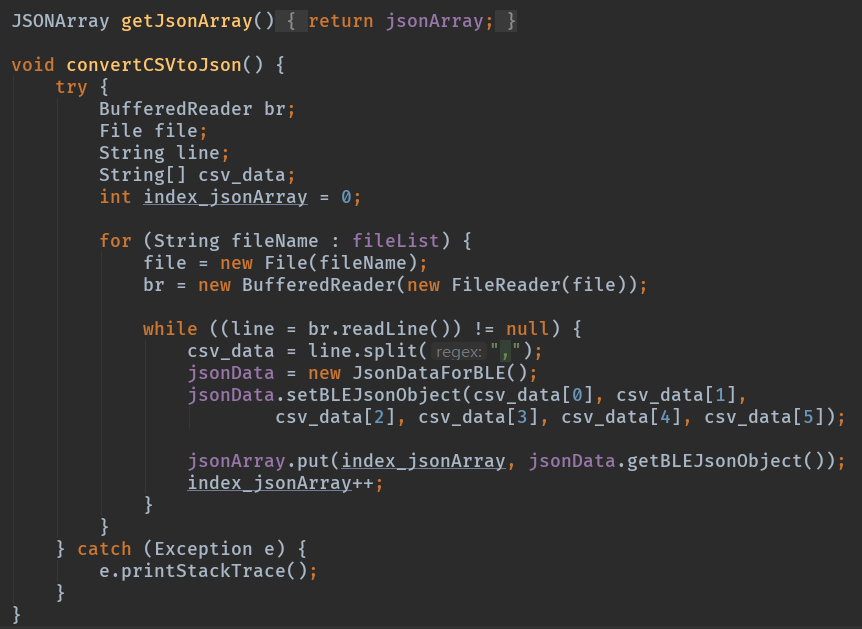 JSONArray getJsonArray() { return jsonArray; }
void convertCSVtoJson() {
try {
BufferedReader br;
File file;
String line;
String[] csv_data;
int index_jsonArray = 0;
for (String fileName : fileList) {
file = new File(fileName);
br = new BufferedReader(new FileReader(file));
while ((line = br.readLine()) != null) {
csv_data = line.split( regex: ",");
jsonData = new JsonDataForBLE();
jsonData.setBLEJsonObject(csv_data[0], csv_data[1],
csv_data[2], csv_data[3], csv_data[4], csv_data[5]);
jsonArray.put(index_jsonArray, jsonData.getBLEJsonObject());
index_jsonArray++;
}
}
} catch (Exception e) {
e.printStackTrace();
}
}